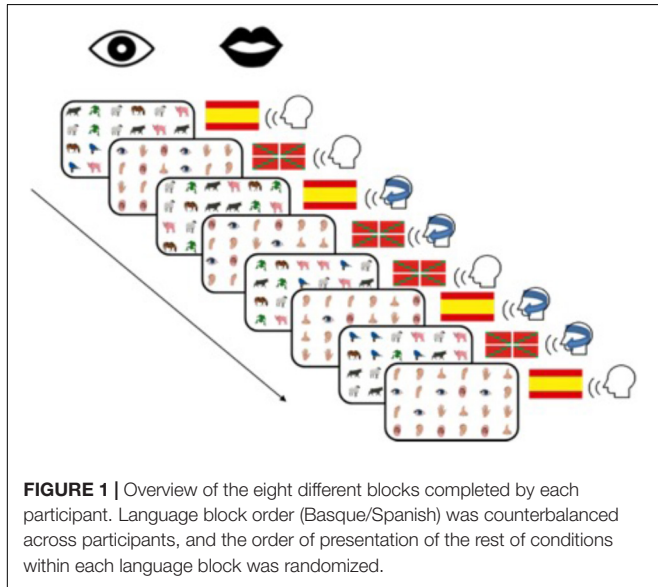 FIGURE 1 | Overview of the eight different blocks completed by each
participant. Language block order (Basque/Spanish) was counterbalanced
across participants, and the order of presentation of the rest of conditions
within each language block was randomized.